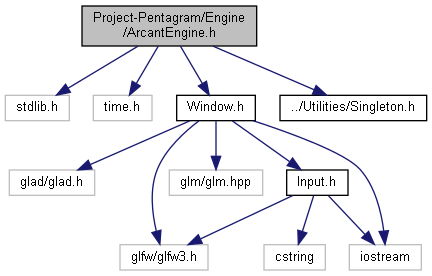 Project-Pentagram/Engine
/ArcantEngine.h
stdlib.h
time.h
Window.h
../Utilities/Singleton.h
glad/glad.h
glm/glm.hpp
Input.h
glfw/glfw3.h
cstring
iostream